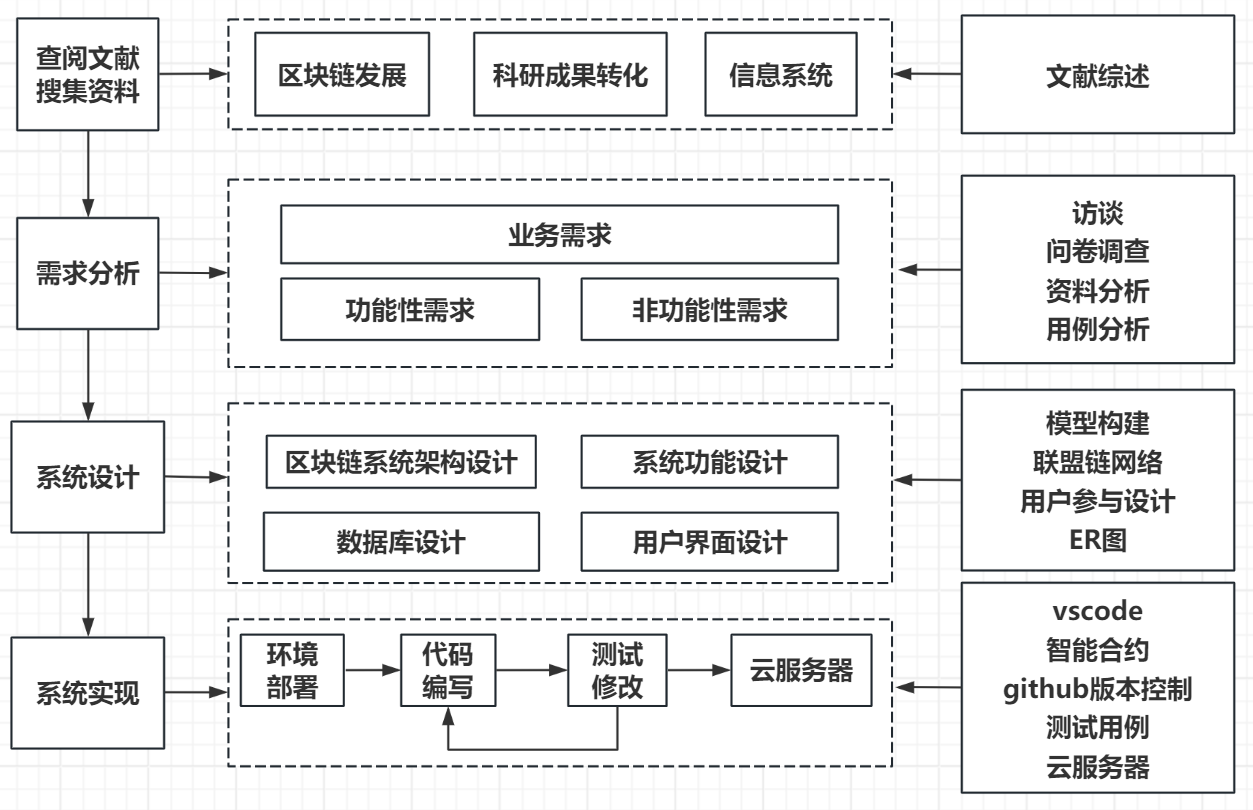 查阅文献
搜集资料
区块链发展
科研成果转化
信息系统
文献综述
需求分析
业务需求
功能性需求
非功能性需求
访谈
问卷调查
资料分析
用例分析
系统设计
区块链系统架构设计
系统功能设计
数据库设计
用户界面设计
模型构建
联盟链网络
用户参与设计
ER图
系统实现
环境
部署
代码
编写
测试
修改
云服务器
vscode
智能合约
github版本控制
测试用例
云服务器